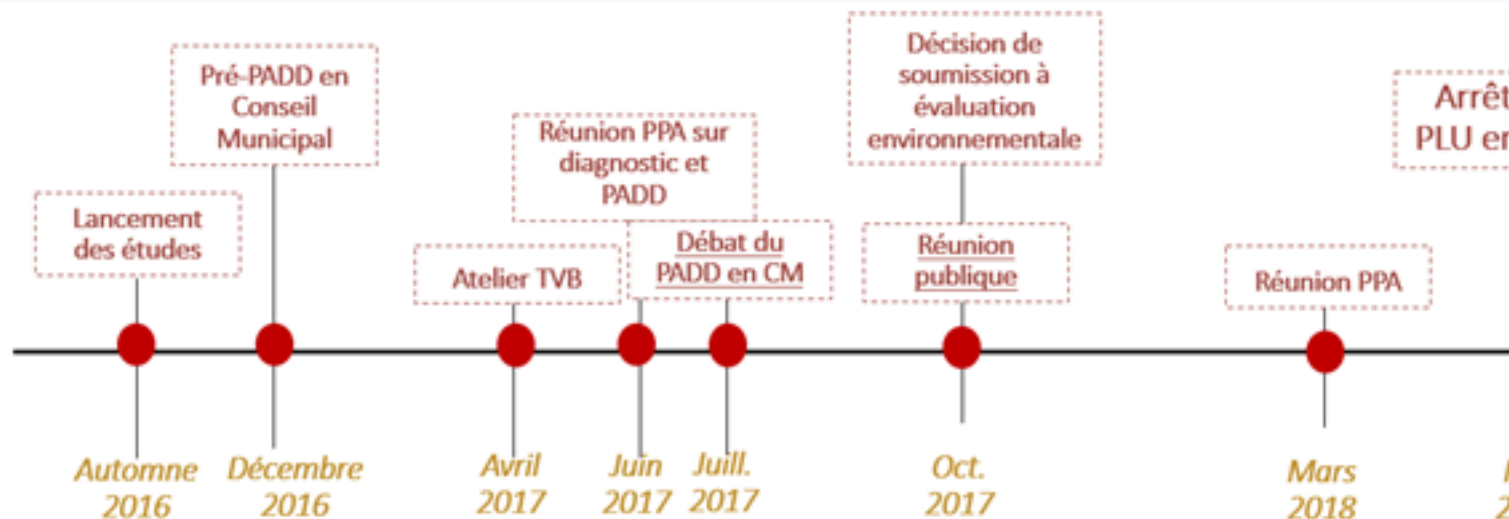 Pré-PADD en
Conseil
Municipal
Lancement
des études
Atelier TVB
Réunion PPA sur
diagnostic et
PADD
Débat du
PADD en CM
Décision de
soumission à
évaluation
environnementale
Réunion
publique
Réunion PPA
PLU
Automne
2016
Décembre
2016
Avril
2017
Juin
2017
Juill.
2017
Oct.
2017
Mars
2018